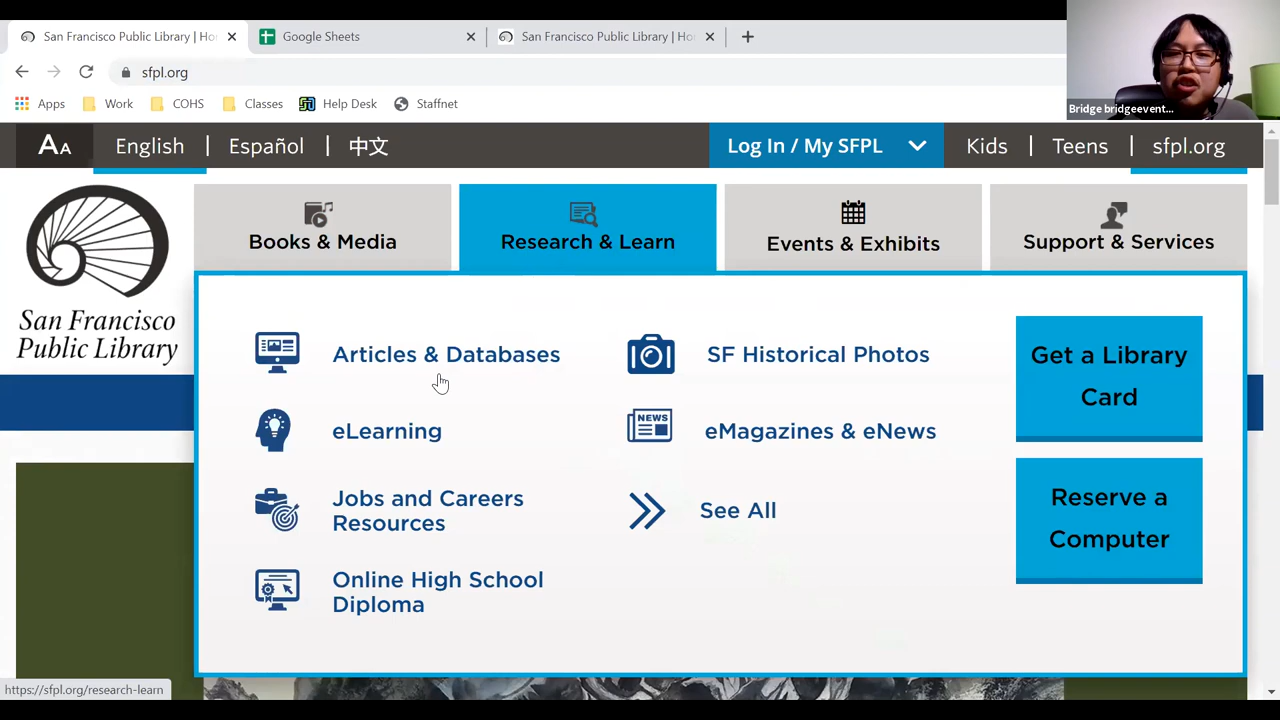 San Francisco Public Library | Ho
Google Sheets
San Francisco Public Library | Ho
sfpl.org
Apps
Work
COHS
Classes
Help Desk
Staffnet
Bridge bridgeevent...
AA
English | Español | 中文
Log In / My SFPL
Kids | Teens | sfpl.org
San Francisco
Public Library
Books & Media
Research & Learn
Events & Exhibits
Support & Services
Articles & Databases
eLearning
Jobs and Careers
Resources
Online High School
Diploma
SF Historical Photos
NEWS
eMagazines & eNews
See All
Get a Library
Card
Reserve a
Computer
https://sfpl.org/research-learn